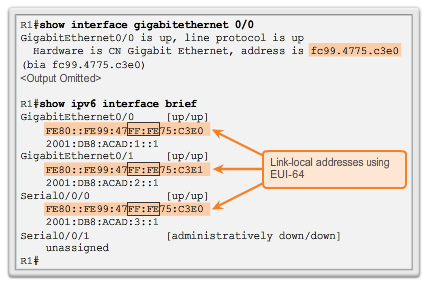 R1#show interface gigabitethernet 0/0
GigabitEthernet0/0 is up, line protocol is up
Hardware is CN Gigabit Ethernet, address is fc99.4775.c3e0
(bia fc99.4775.c3e0)
<Output Omitted>
R1#show ipv6 interface brief
GigabitEthernet0/0 [up/up]
FE80::FE99:47FF:FE75:C3E0
2001:DB8:ACAD:1::1
GigabitEthernet0/1 [up/up]
FE80::FE99:47FF:FE75:C3E1
2001:DB8:ACAD:2::1
Serial0/0/0 [up/up]
FE80::FE99:47FF:FE75:C3E0
2001:DB8:ACAD:3::1
Serial0/0/1 [administratively down/down]
unassigned
R1#
Link-local addresses using
EUI-64